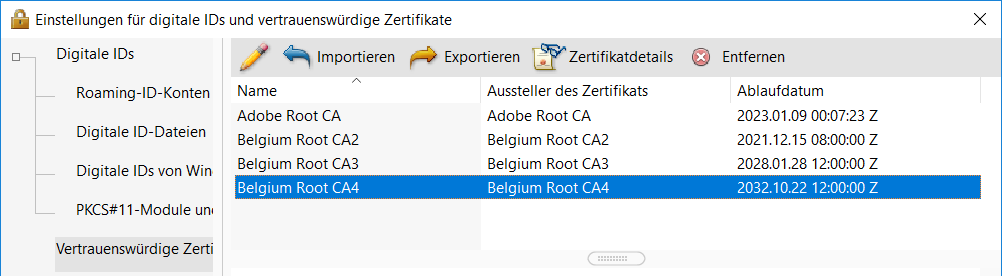 Einstellungen für digitale IDs und vertrauenswürdige Zertifikate
Digitale IDs
Roaming-ID-Konten
Digitale ID-Dateien
Digitale IDs von Win
PKCS#11-Module und
Vertrauenswürdige Zerti
Importieren Exportieren Zertifikatdetails Entfernen
Name Aussteller des Zertifikats Ablaufdatum
Adobe Root CA Adobe Root CA 2023.01.09 00:07:23 Z
Belgium Root CA2 Belgium Root CA2 2021.12.15 08:00:00 Z
Belgium Root CA3 Belgium Root CA3 2028.01.28 12:00:00 Z
Belgium Root CA4 Belgium Root CA4 2032.10.22 12:00:00 Z